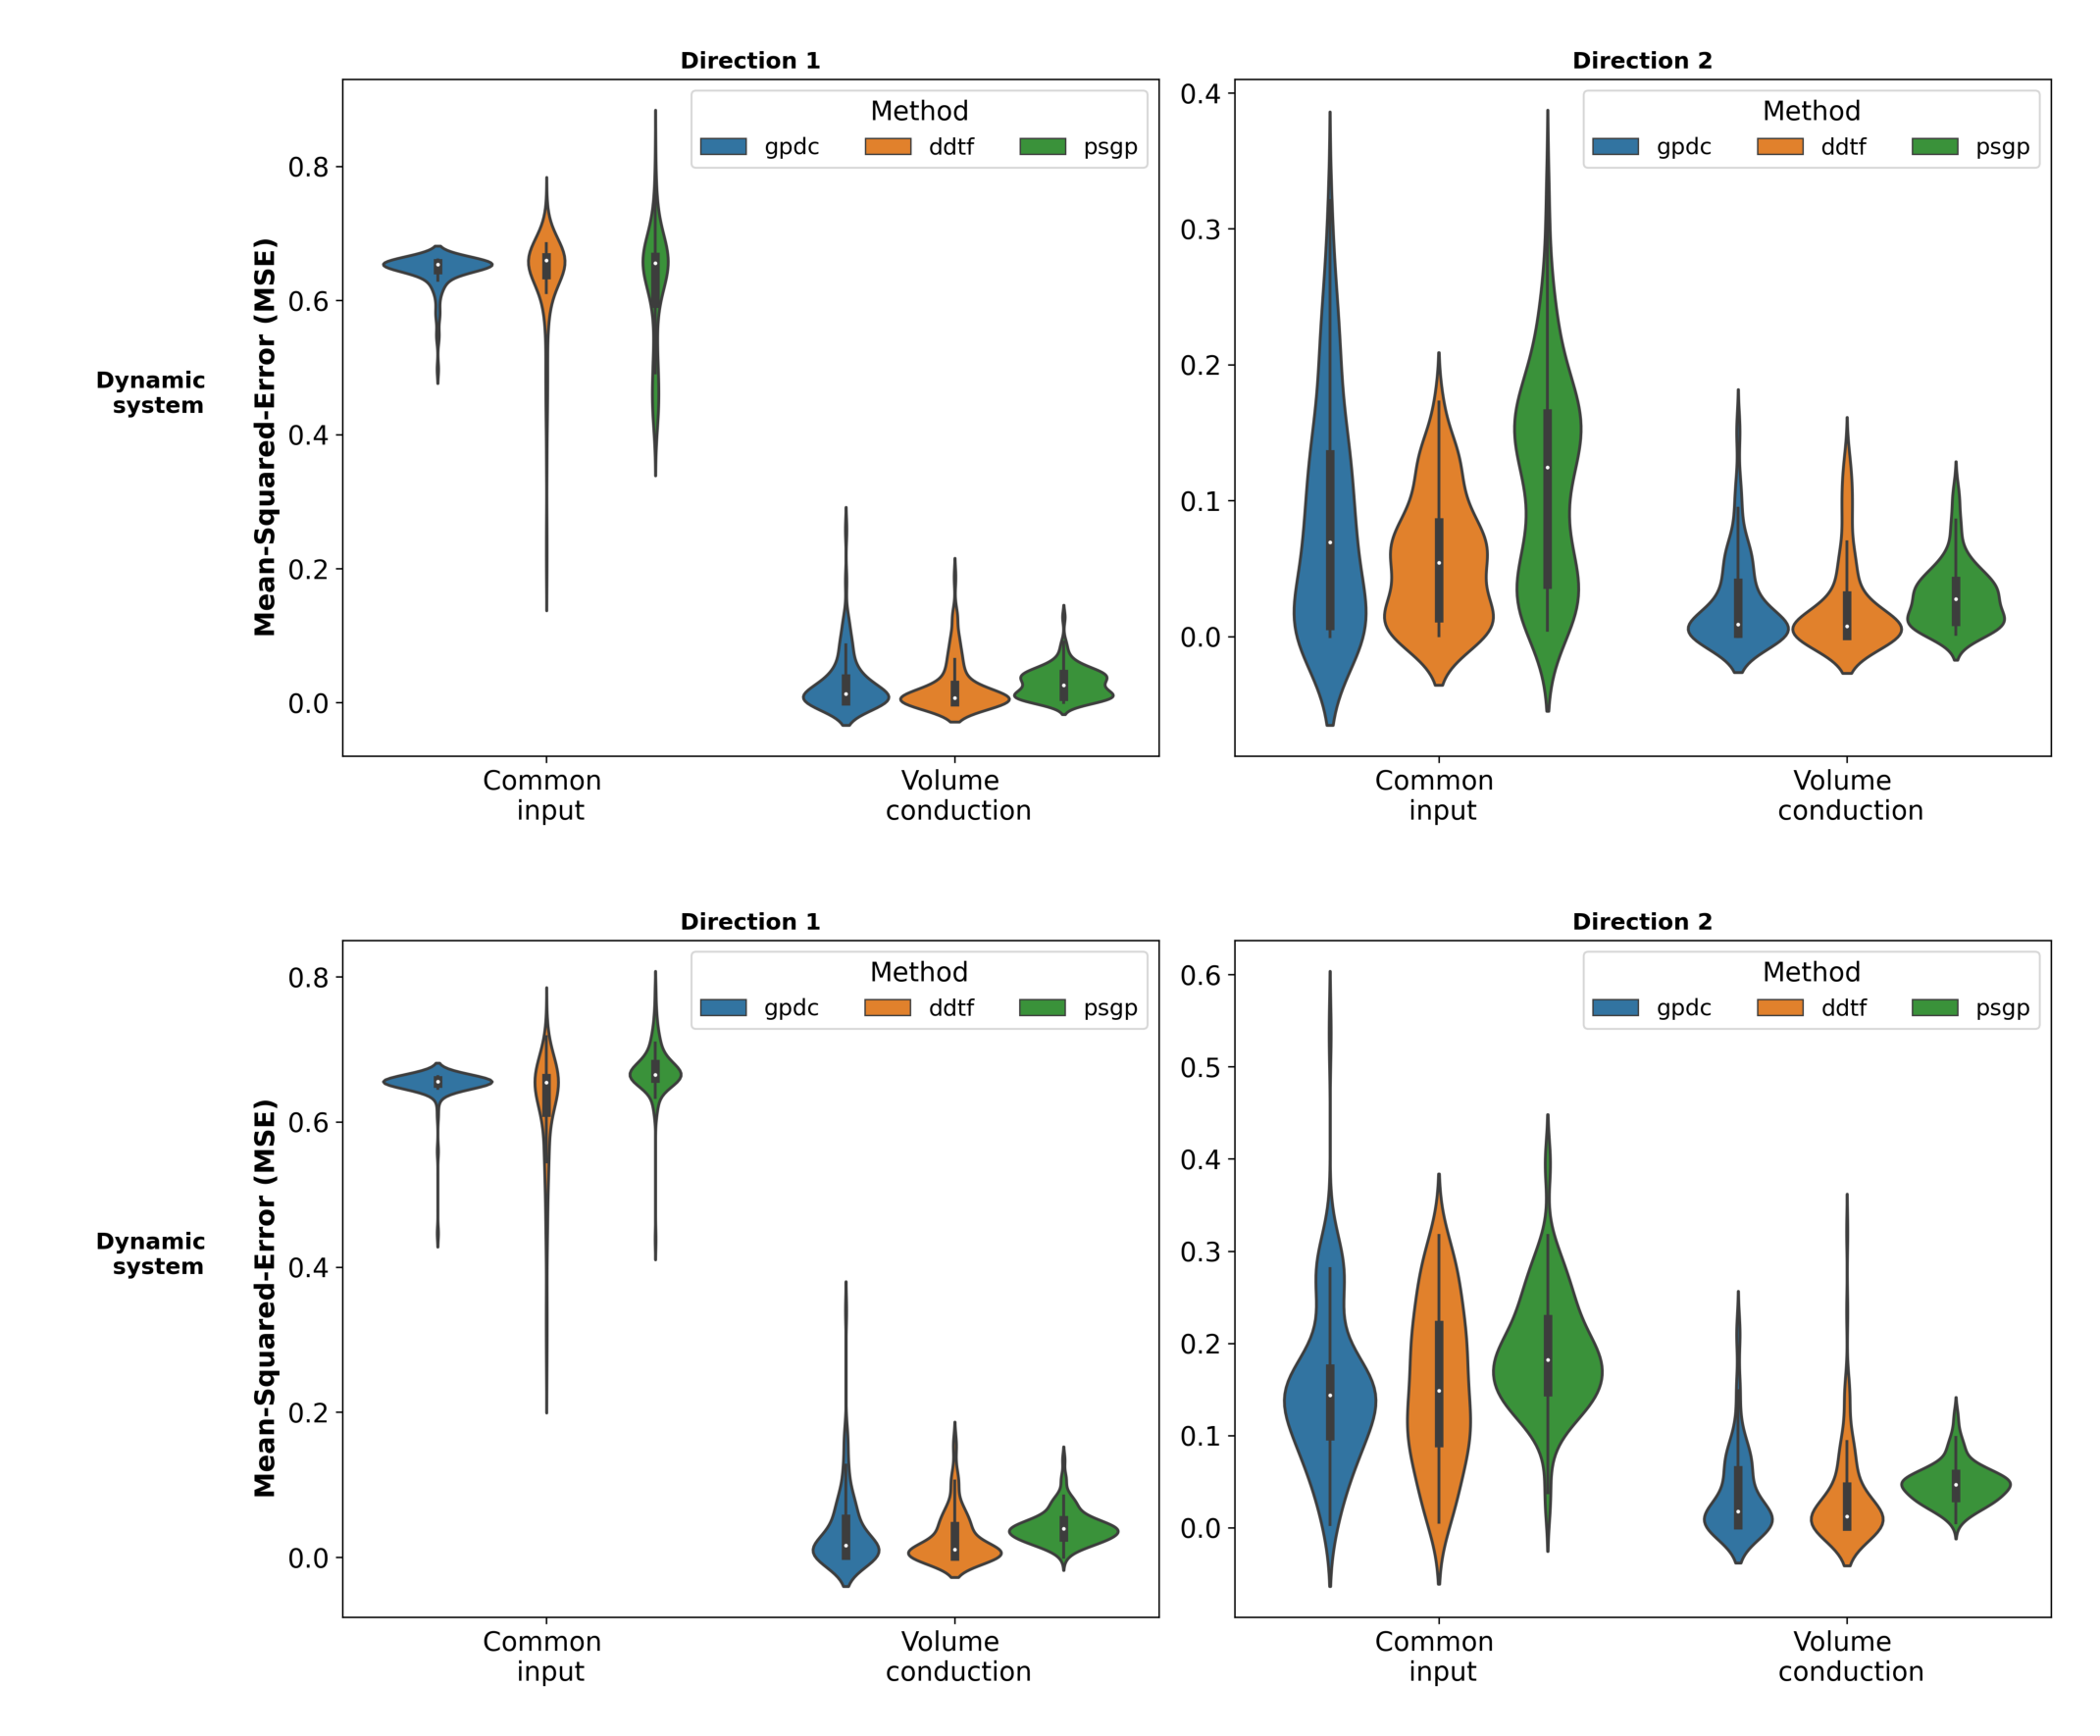 Direction 1
Direction 2
Method
gpdc ddtf psgp
Method
gpdc ddtf psgp
Dynamic
system
Mean-Squared-Error (MSE)
0.8
0.6
0.4
0.2
0.0
0.4
0.3
0.2
0.1
0.0
Common
input
Volume
conduction
Common
input
Volume
conduction
Direction 1
Direction 2
Method
gpdc ddtf psgp
Method
gpdc ddtf psgp
Dynamic
system
Mean-Squared-Error (MSE)
0.8
0.6
0.4
0.2
0.0
0.6
0.5
0.4
0.3
0.2
0.1
0.0
Common
input
Volume
conduction
Common
input
Volume
conduction